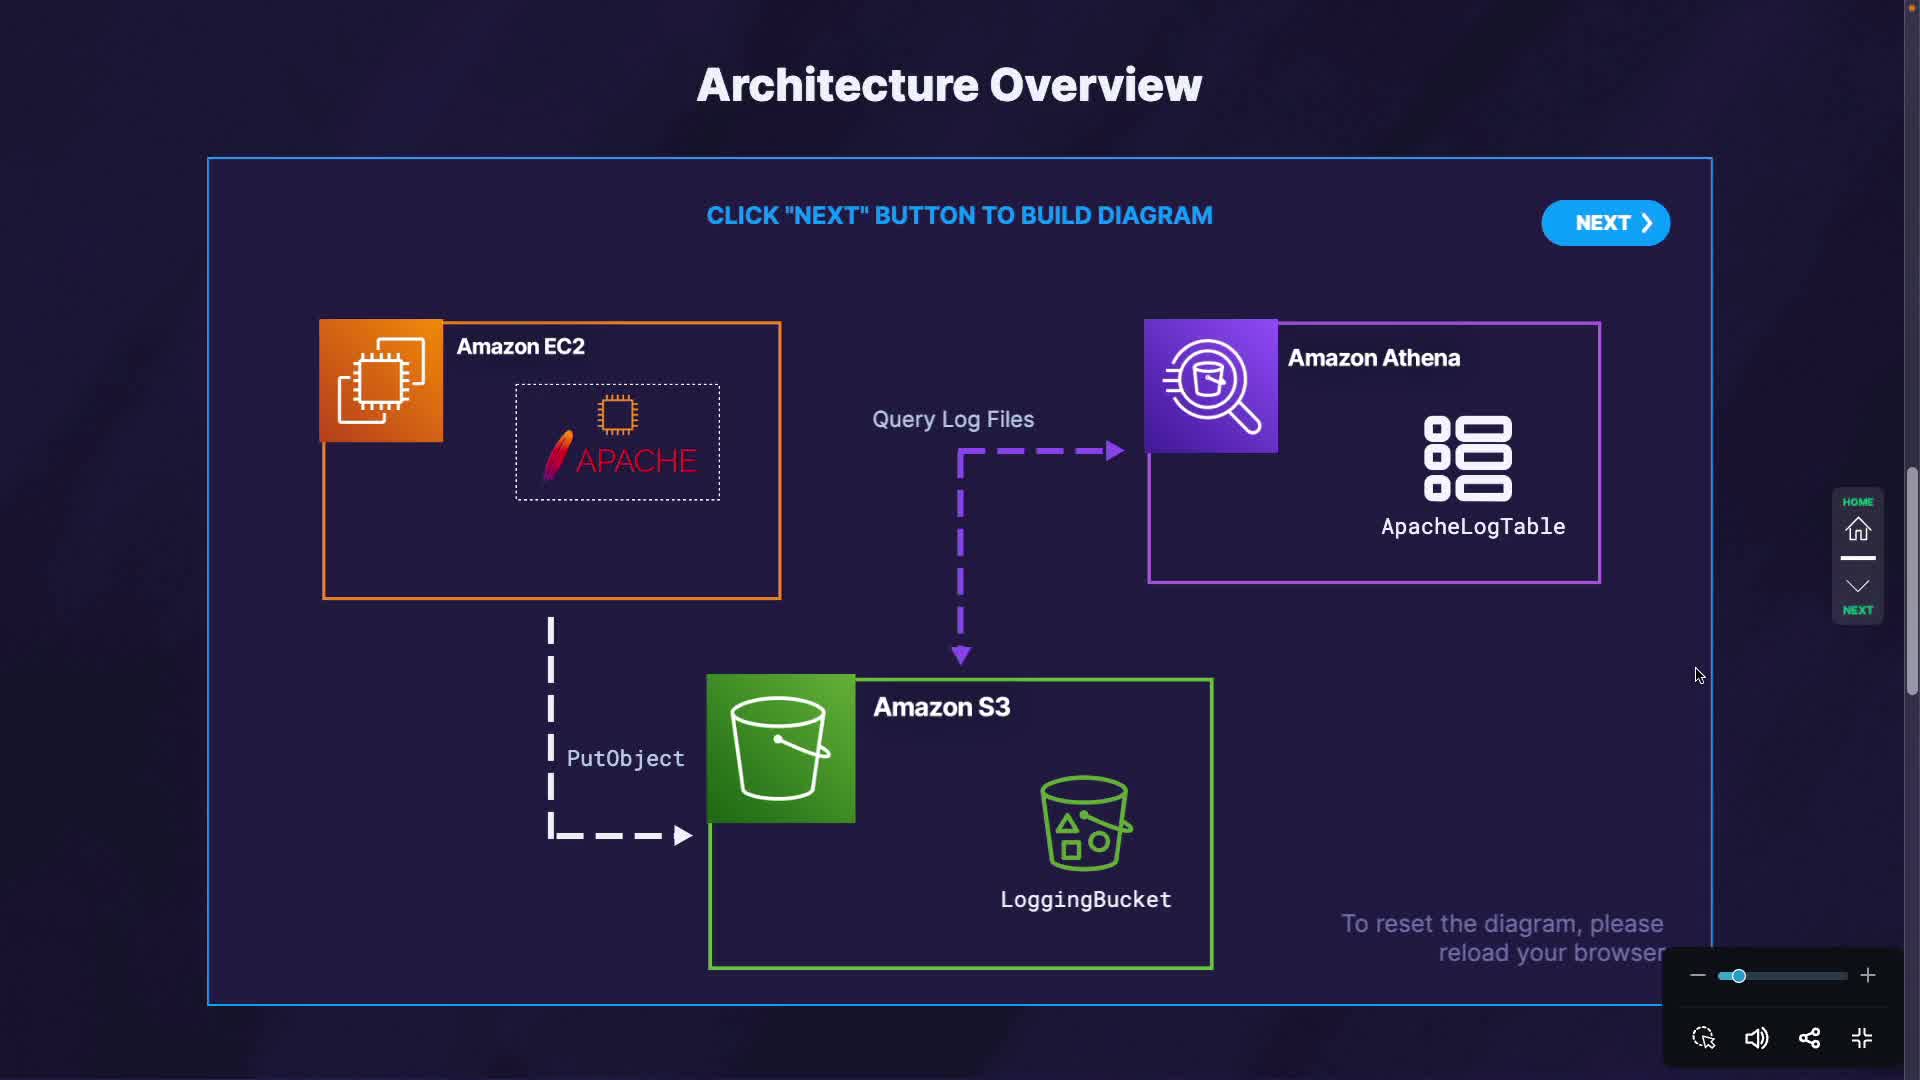 Architecture Overview
CLICK "NEXT" BUTTON TO BUILD DIAGRAM
NEXT
Amazon EC2
APACHE
Query Log Files
Amazon Athena
ApacheLogTable
HOME
NEXT
PutObject
Amazon S3
LoggingBucket
To reset the diagram, please
reload your browser